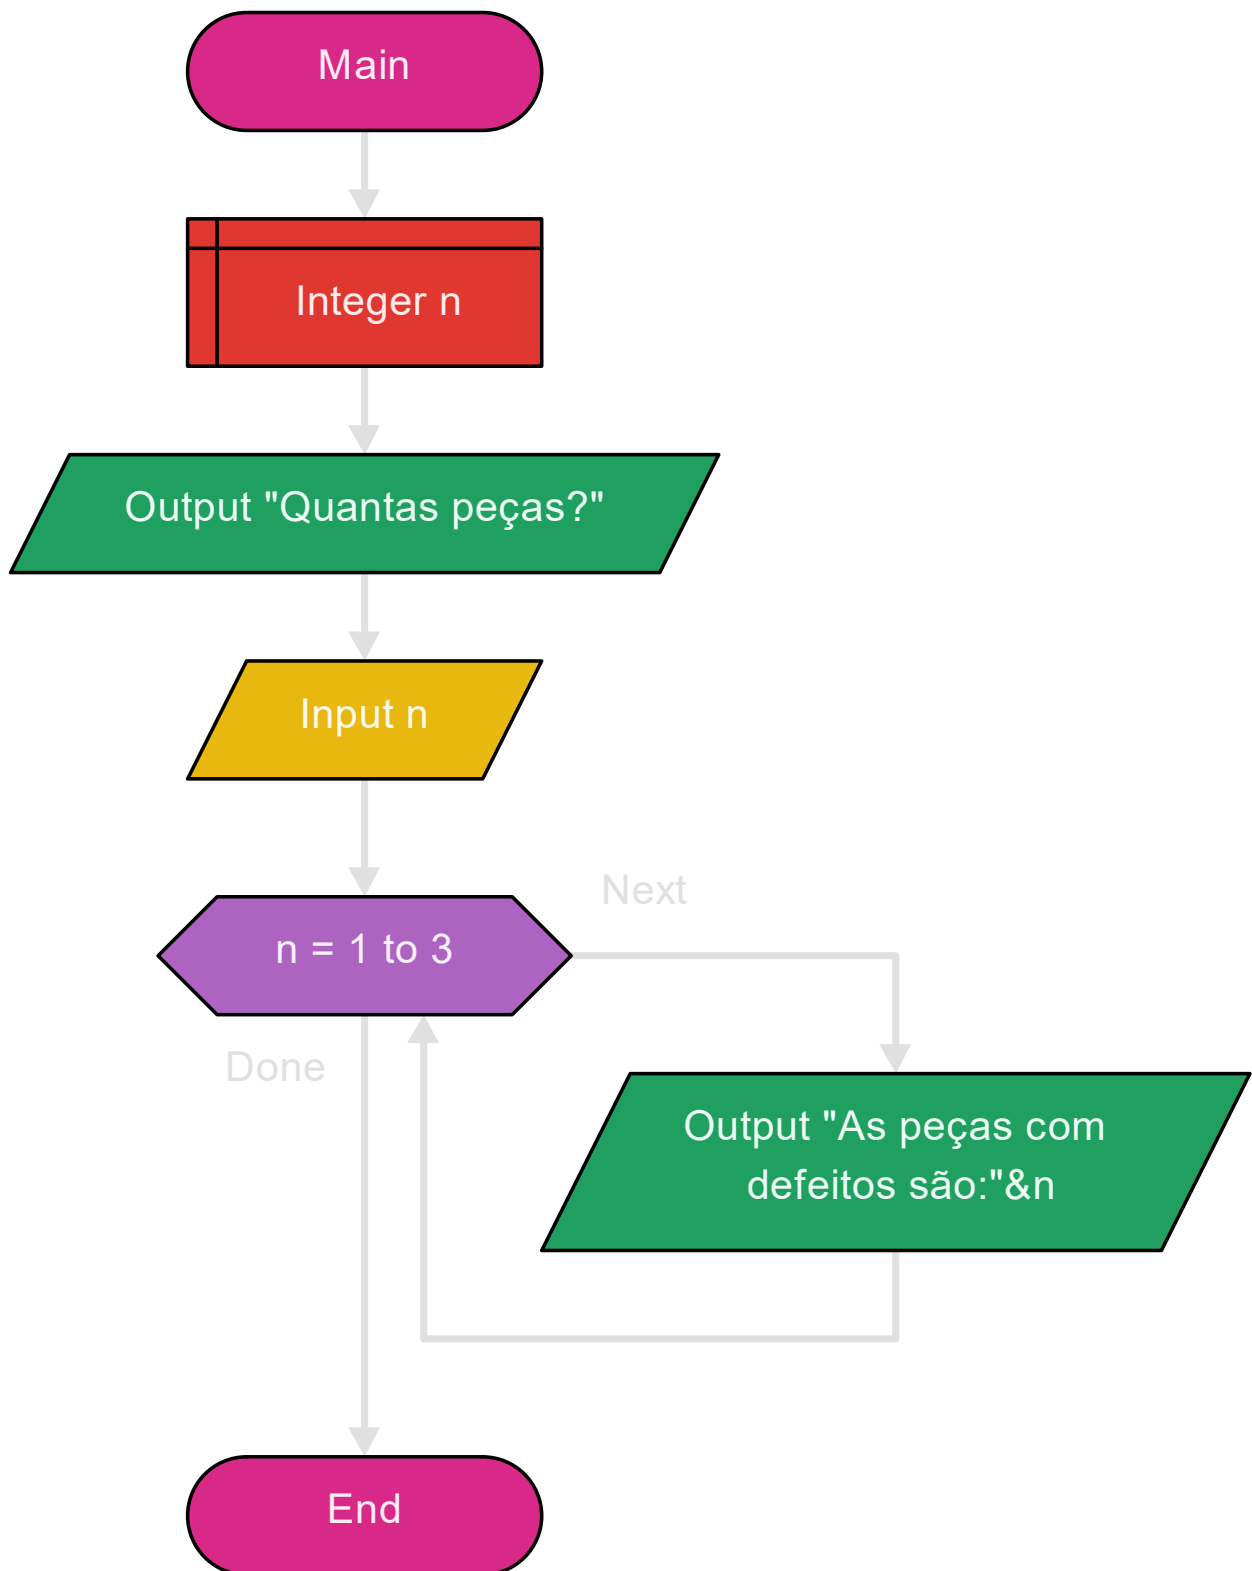 Main
Integer n
Output "Quantas peças?"
Input n
n = 1 to 3
Next
Done
Output "As peças com
defeitos são:"&n
End